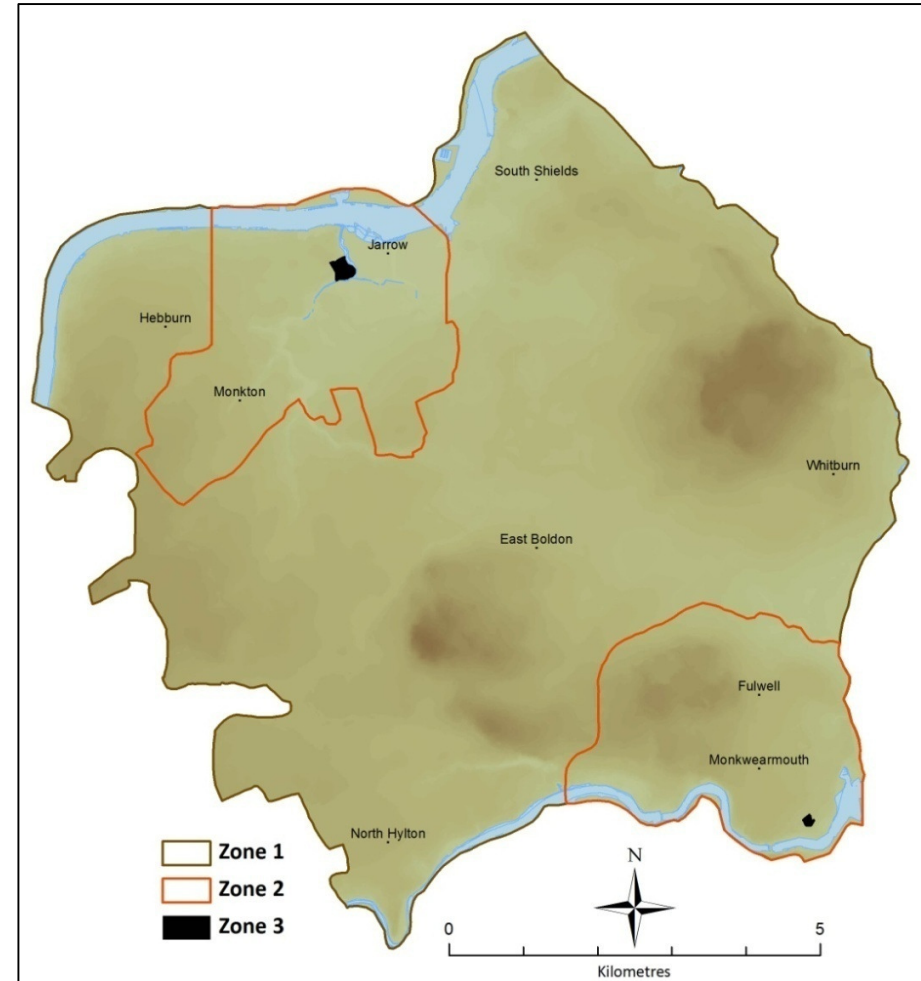 South Shields
Jarrow
Hebburn
Monkton
Whitburn
East Boldon
Fulwell
Monkwearmouth
North Hylton
Zone 1
Zone 2
Zone 3
N
0 5
Kilometres